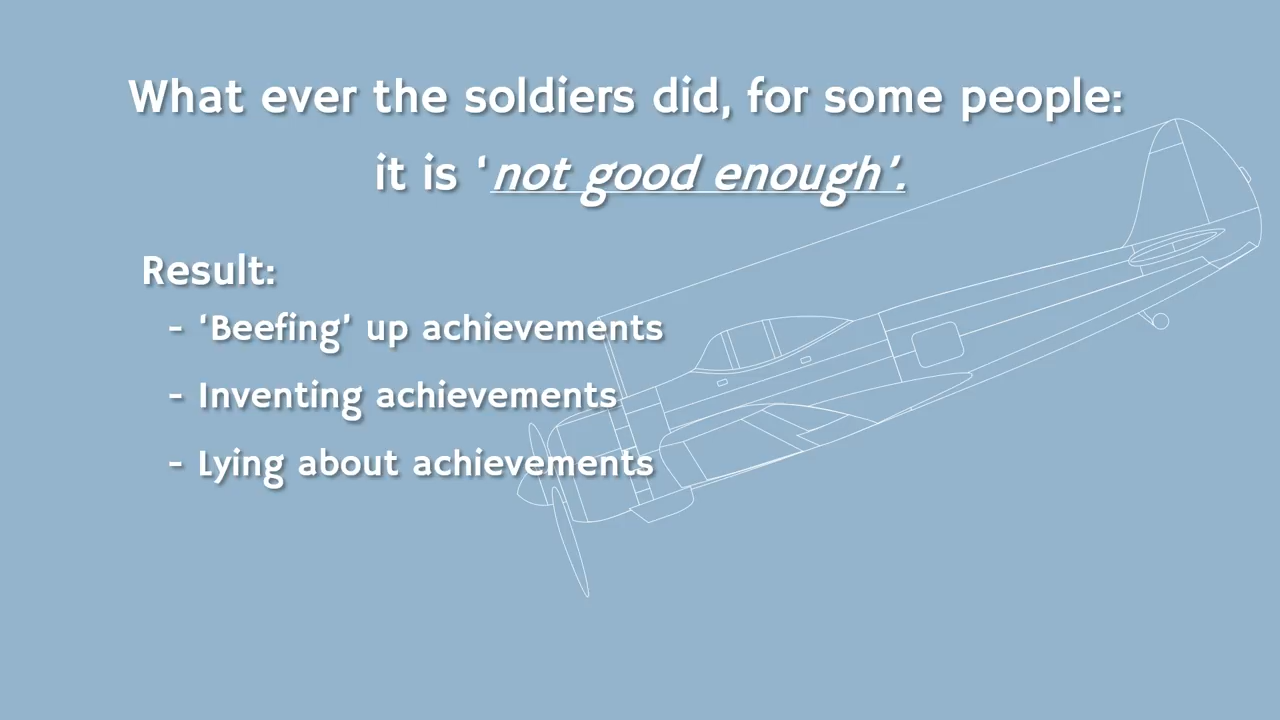 What ever the soldiers did, for some people:
it is ‘not good enough’.
Result:
- ‘Beefing’ up achievements
- Inventing achievements
- Lying about achievements